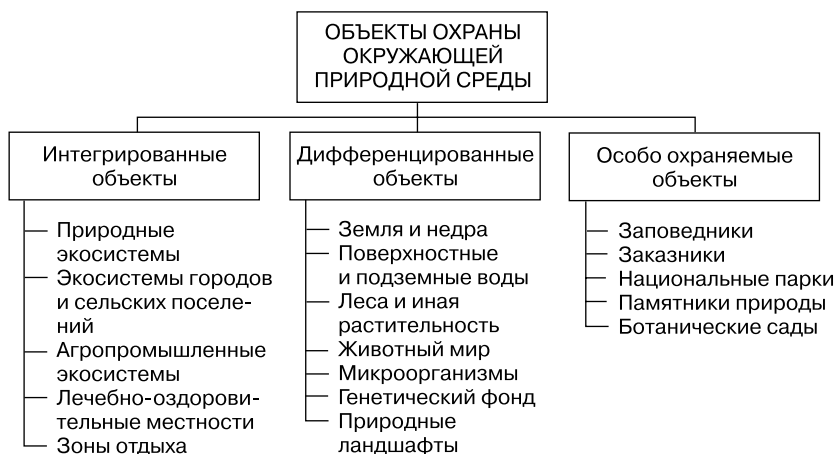 ОБЪЕКТЫ ОХРАНЫ
ОКРУЖАЮЩЕЙ
ПРИРОДНОЙ СРЕДЫ
Интегрированные
объекты
Природные
экосистемы
Экосистемы городов
и сельских поселе-
ний
Агропромышленные
экосистемы
Лечебно-оздорови-
тельные местности
Зоны отдыха
Дифференцированные
объекты
Земля и недра
Поверхностные
и подземные воды
Леса и иная
растительность
Животный мир
Микроорганизмы
Генетический фонд
Природные
ландшафты
Особо охраняемые
объекты
Заповедники
Заказники
Национальные парки
Памятники природы
Ботанические сады